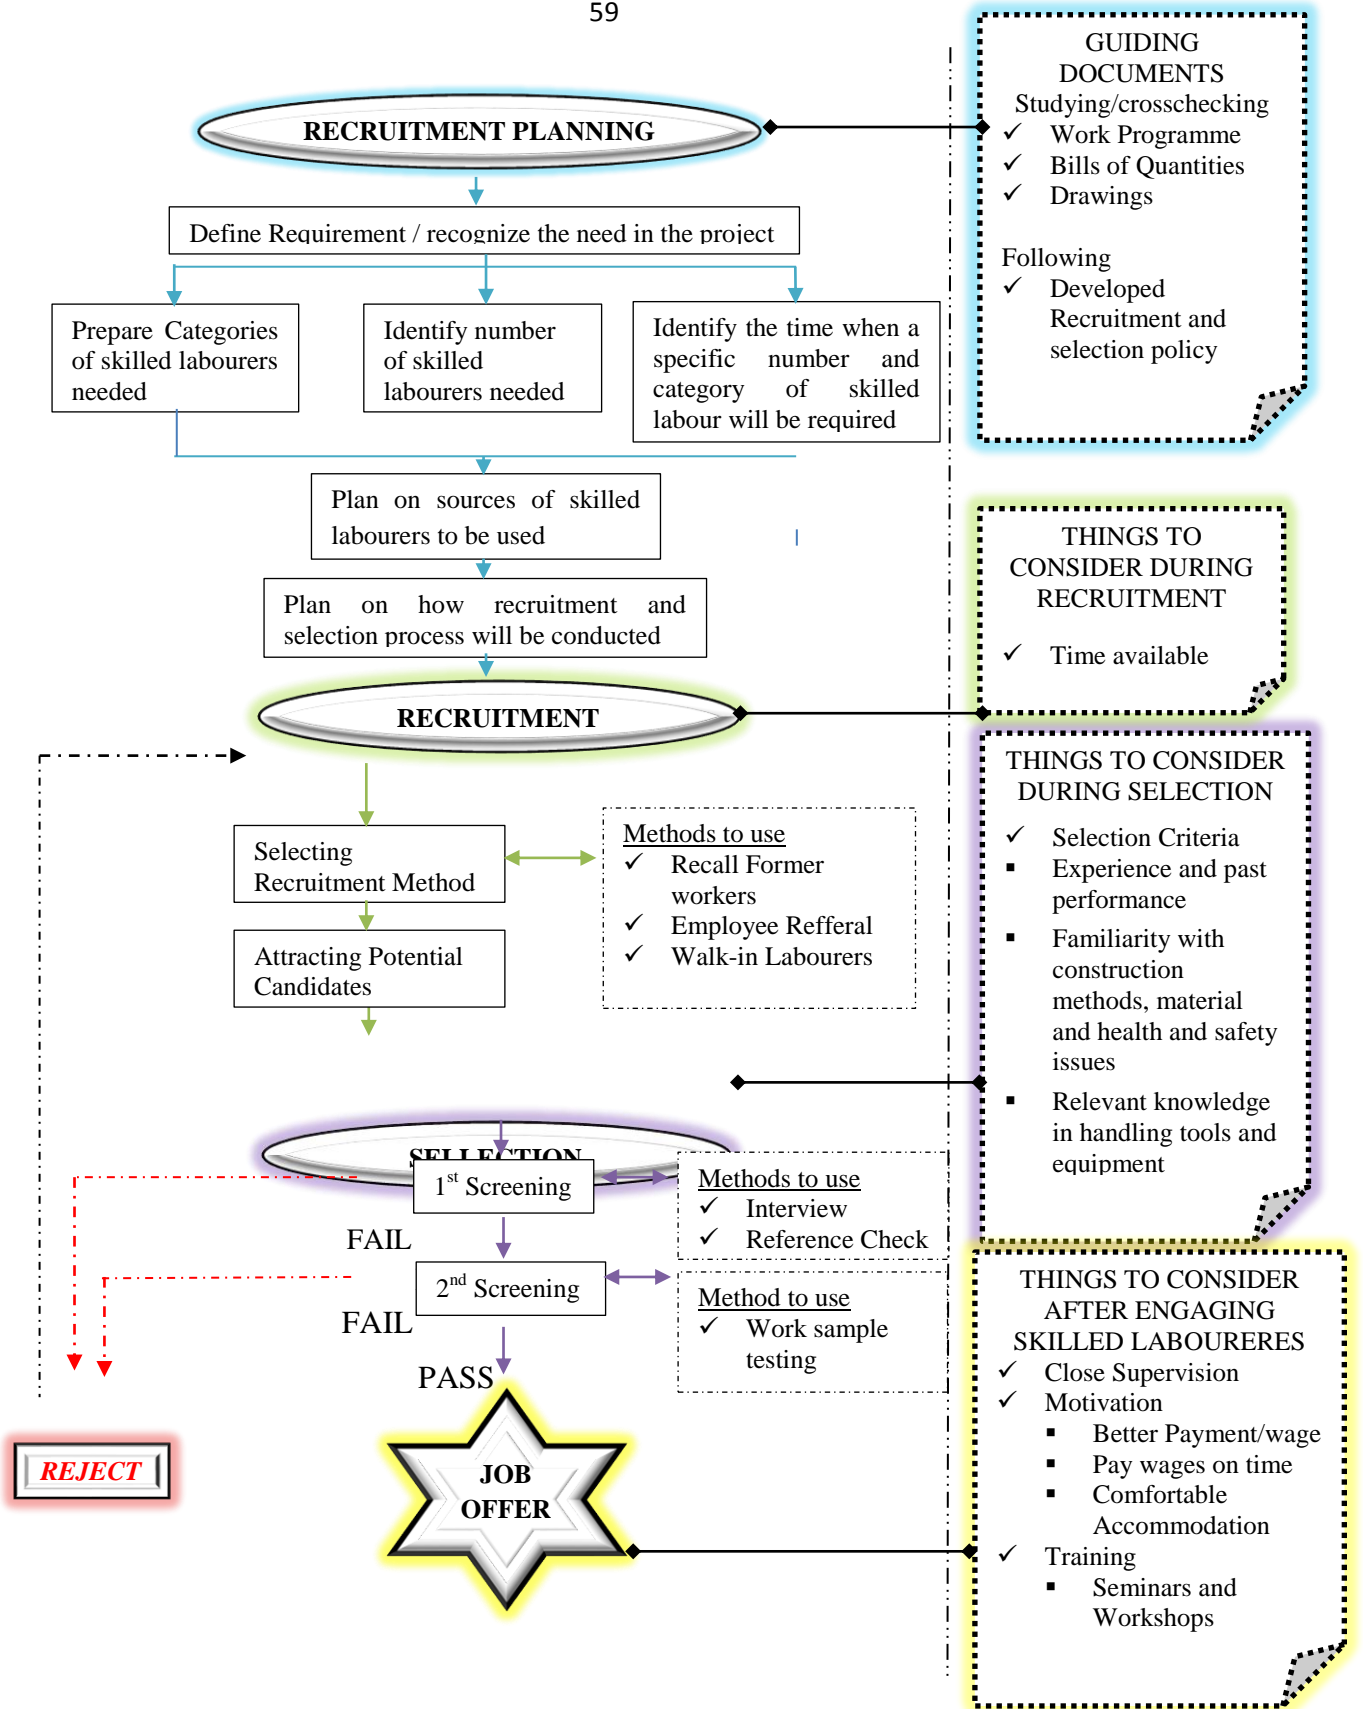 59
RECRUITMENT PLANNING
Define Requirement / recognize the need in the project
Prepare Categories
of skilled labourers
needed
Identify number
of skilled
labourers needed
Identify the time when a
specific number and
category of skilled
labour will be required
Plan on sources of skilled
labourers to be used
Plan on how recruitment and
selection process will be conducted
RECRUITMENT
Selecting
Recruitment Method
Attracting Potential
Candidates
Methods to use
✓ Recall Former
workers
✓ Employee Refferal
✓ Walk-in Labourers
SELLECTION
1st Screening
FAIL
2nd Screening
FAIL
PASS
Methods to use
✓ Interview
✓ Reference Check
Method to use
✓ Work sample
testing
REJECT
JOB
OFFER
GUIDING
DOCUMENTS
Studying/crosschecking
✓ Work Programme
✓ Bills of Quantities
✓ Drawings
Following
✓ Developed
Recruitment and
selection policy
THINGS TO
CONSIDER DURING
RECRUITMENT
✓ Time available
THINGS TO CONSIDER
DURING SELECTION
✓ Selection Criteria
▪ Experience and past
performance
▪ Familiarity with
construction
methods, material
and health and safety
issues
▪ Relevant knowledge
in handling tools and
equipment
THINGS TO CONSIDER
AFTER ENGAGING
SKILLED LABOURERES
✓ Close Supervision
✓ Motivation
▪ Better Payment/wage
▪ Pay wages on time
▪ Comfortable
Accommodation
✓ Training
▪ Seminars and
Workshops